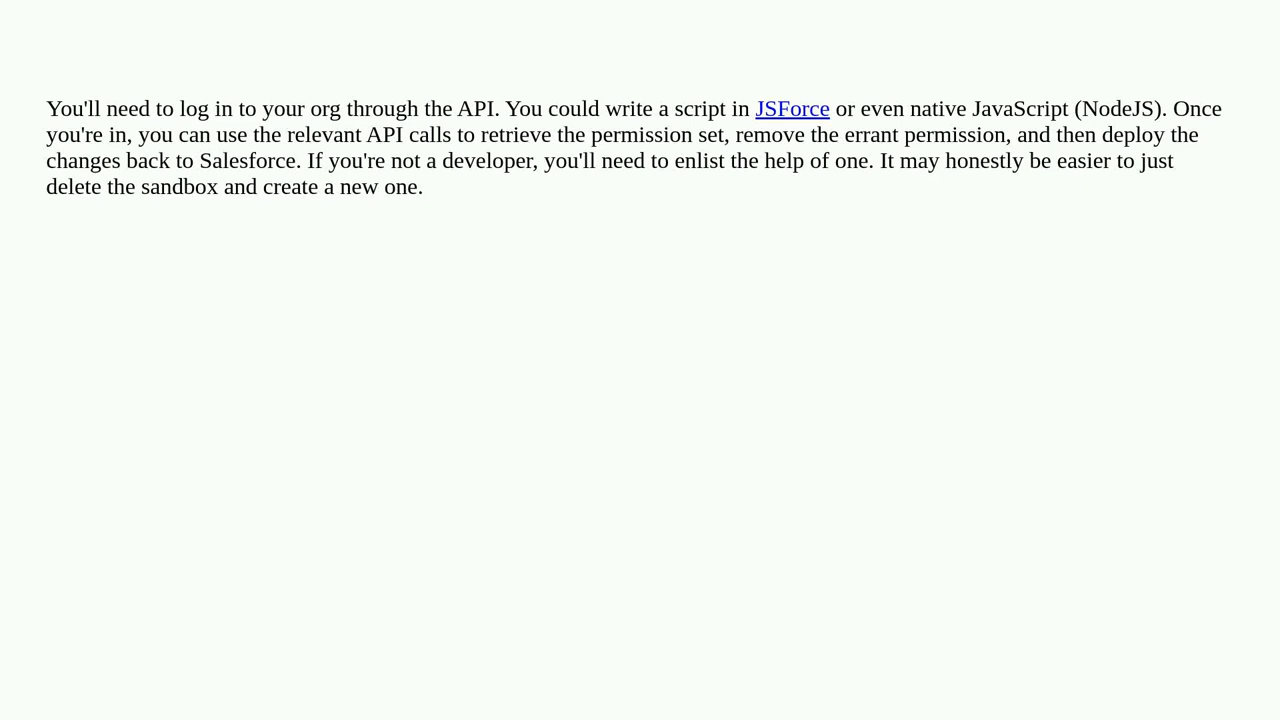 You'll need to log in to your org through the API. You could write a script in JSForce or even native JavaScript (NodeJS). Once
you're in, you can use the relevant API calls to retrieve the permission set, remove the errant permission, and then deploy the
changes back to Salesforce. If you're not a developer, you'll need to enlist the help of one. It may honestly be easier to just
delete the sandbox and create a new one.